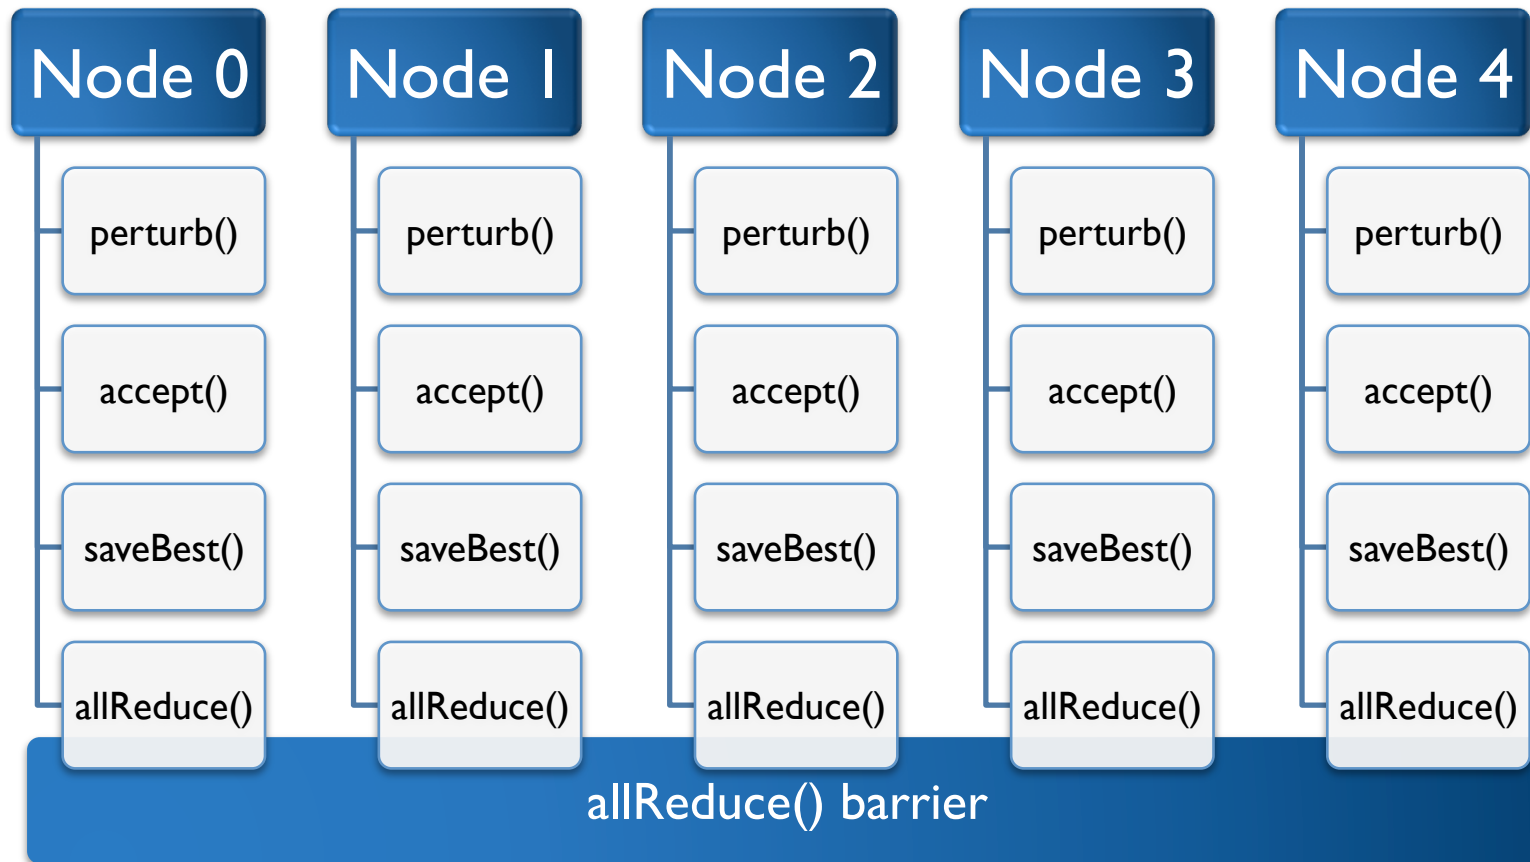 Node 0
Node 1
Node 2
Node 3
Node 4
perturb()
perturb()
perturb()
perturb()
perturb()
accept()
accept()
accept()
accept()
accept()
saveBest()
saveBest()
saveBest()
saveBest()
saveBest()
allReduce()
allReduce()
allReduce()
allReduce()
allReduce()
allReduce() barrier